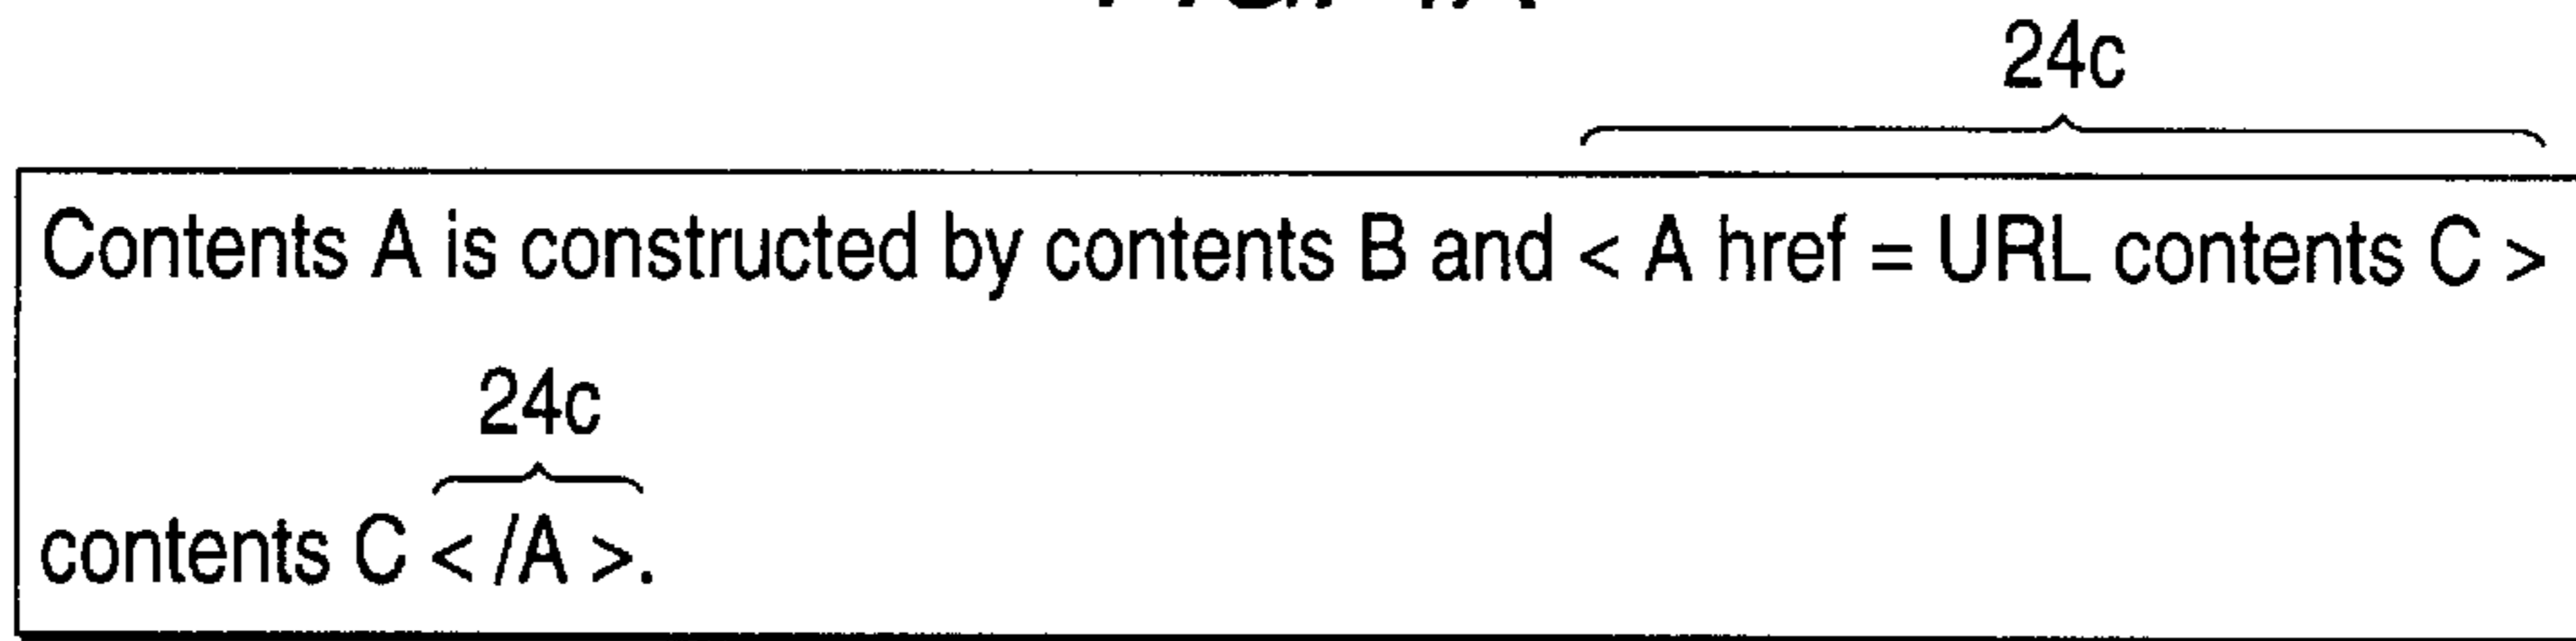 24c
Contents A is constructed by contents B and < A href = URL contents C >
24c
contents C < /A >.